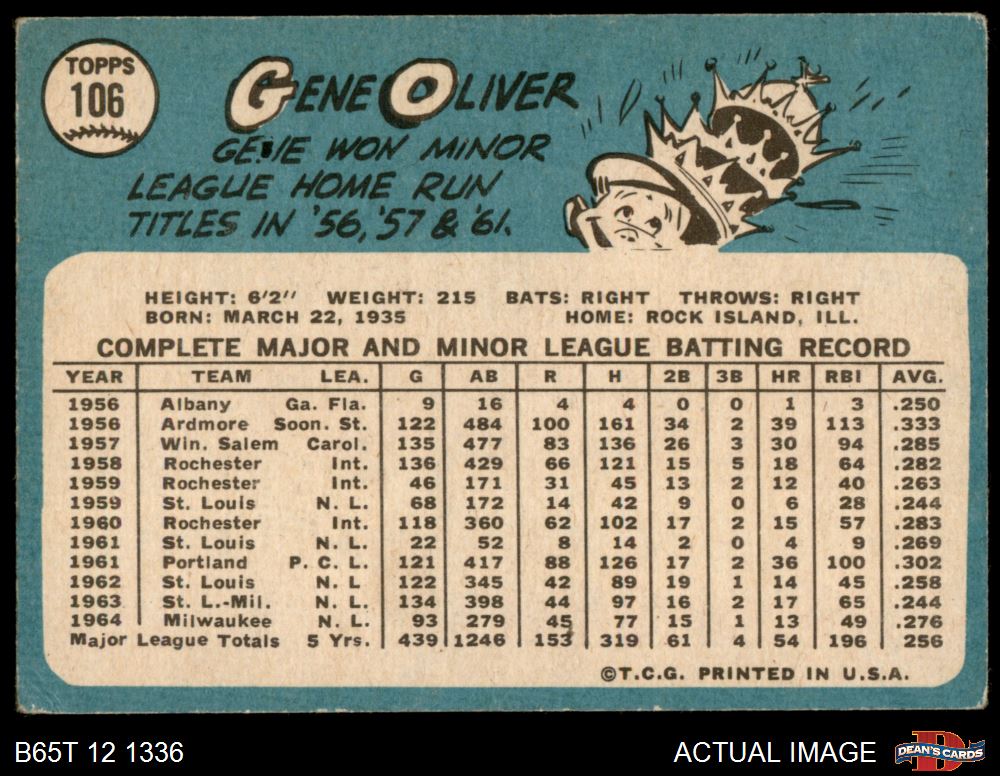 TOPPS
106
GENE OLIVER
GENE WON MINOR
LEAGUE HOME RUN
TITLES IN '56, '57 & '61.
HEIGHT: 6'2" WEIGHT: 215 BATS: RIGHT THROWS: RIGHT
BORN: MARCH 22, 1935 HOME: ROCK ISLAND, ILL.
COMPLETE MAJOR AND MINOR LEAGUE BATTING RECORD
YEAR TEAM LEA. G AB R H 2B 3B HR RBI AVG.
1956 Albany Ga. Fla. 9 16 4 4 0 0 1 3 .250
1956 Ardmore Soon. St. 122 484 100 161 34 2 39 113 .333
1957 Win. Salem Carol. 135 477 83 136 26 3 30 94 .285
1958 Rochester Int. 136 429 66 121 15 5 18 64 .282
1959 Rochester Int. 46 171 31 45 13 2 12 40 .263
1959 St. Louis N. L. 68 172 14 42 9 0 6 28 .244
1960 Rochester Int. 118 360 62 102 17 2 15 57 .283
1961 St. Louis N. L. 22 52 8 14 2 0 4 9 .269
1961 Portland P. C. L. 121 417 88 126 17 2 36 100 .302
1962 St. Louis N. L 122 345 42 89 19 1 14 45 .258
1963 St. L.-Mil. N. L. 134 398 44 97 16 2 17 65 .244
1964 Milwaukee N. L. 93 279 45 77 15 1 13 49 .276
Major League Totals 5 Yrs. 439 1246 153 319 61 4 54 196 .256
©T.C.G. PRINTED IN U.S.A.
B65T 12 1336 ACTUAL IMAGE DEAN'S CARDS